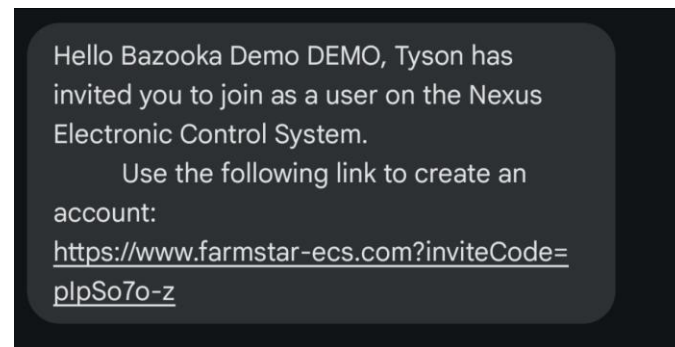 Hello Bazooka Demo DEMO, Tyson has
invited you to join as a user on the Nexus
Electronic Control System.
Use the following link to create an
account:
https://www.farmstar-ecs.com?inviteCode=
pIpSo7o-z